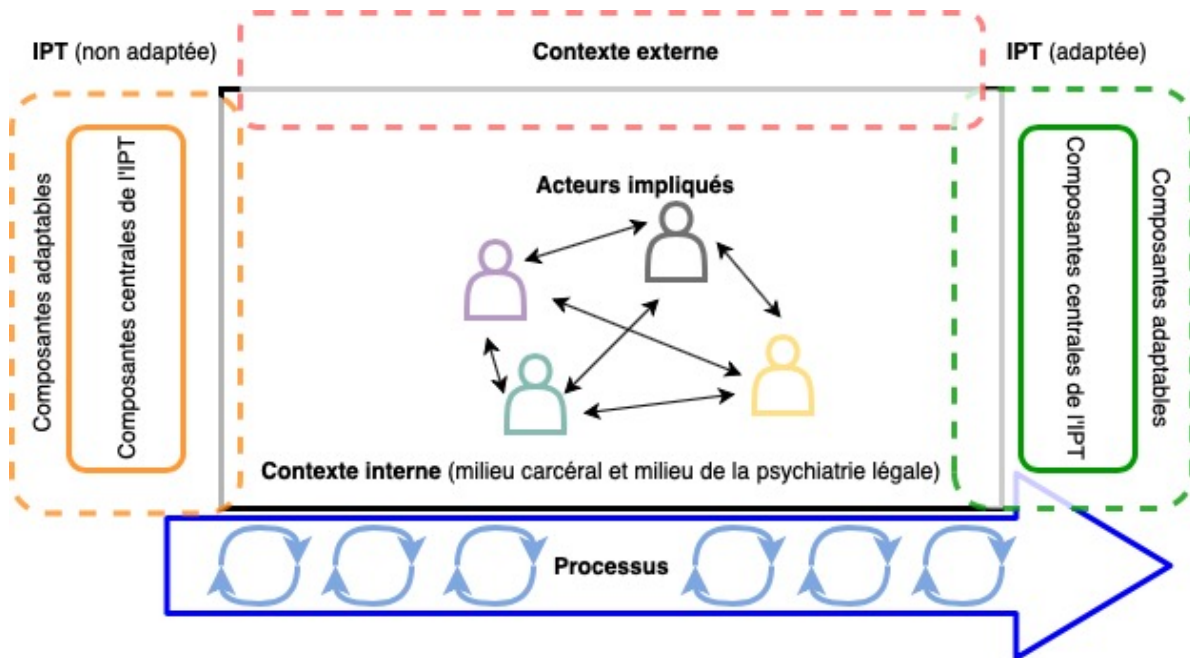 IPT (non adaptée)
Contexte externe
IPT (adaptée)
Composantes adaptables
Composantes centrales de l'IPT
Acteurs impliqués
Composantes centrales de l'IPT
Composantes adaptables
Contexte interne (milieu carcéral et milieu de la psychiatrie légale)
Processus